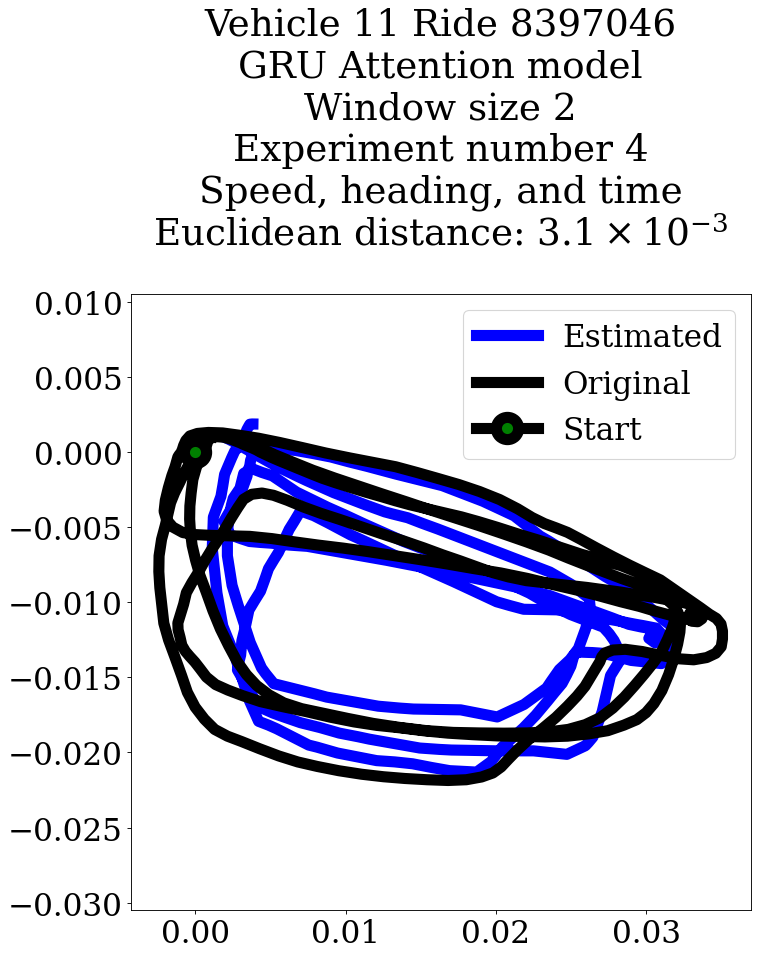 Vehicle 11 Ride 8397046
GRU Attention model
Window size 2
Experiment number 4
Speed, heading, and time
Euclidean distance: 3.1 × 10⁻³
0.010
0.005
0.000
−0.005
−0.010
−0.015
−0.020
−0.025
−0.030
Estimated
Original
Start
0.00 0.01 0.02 0.03